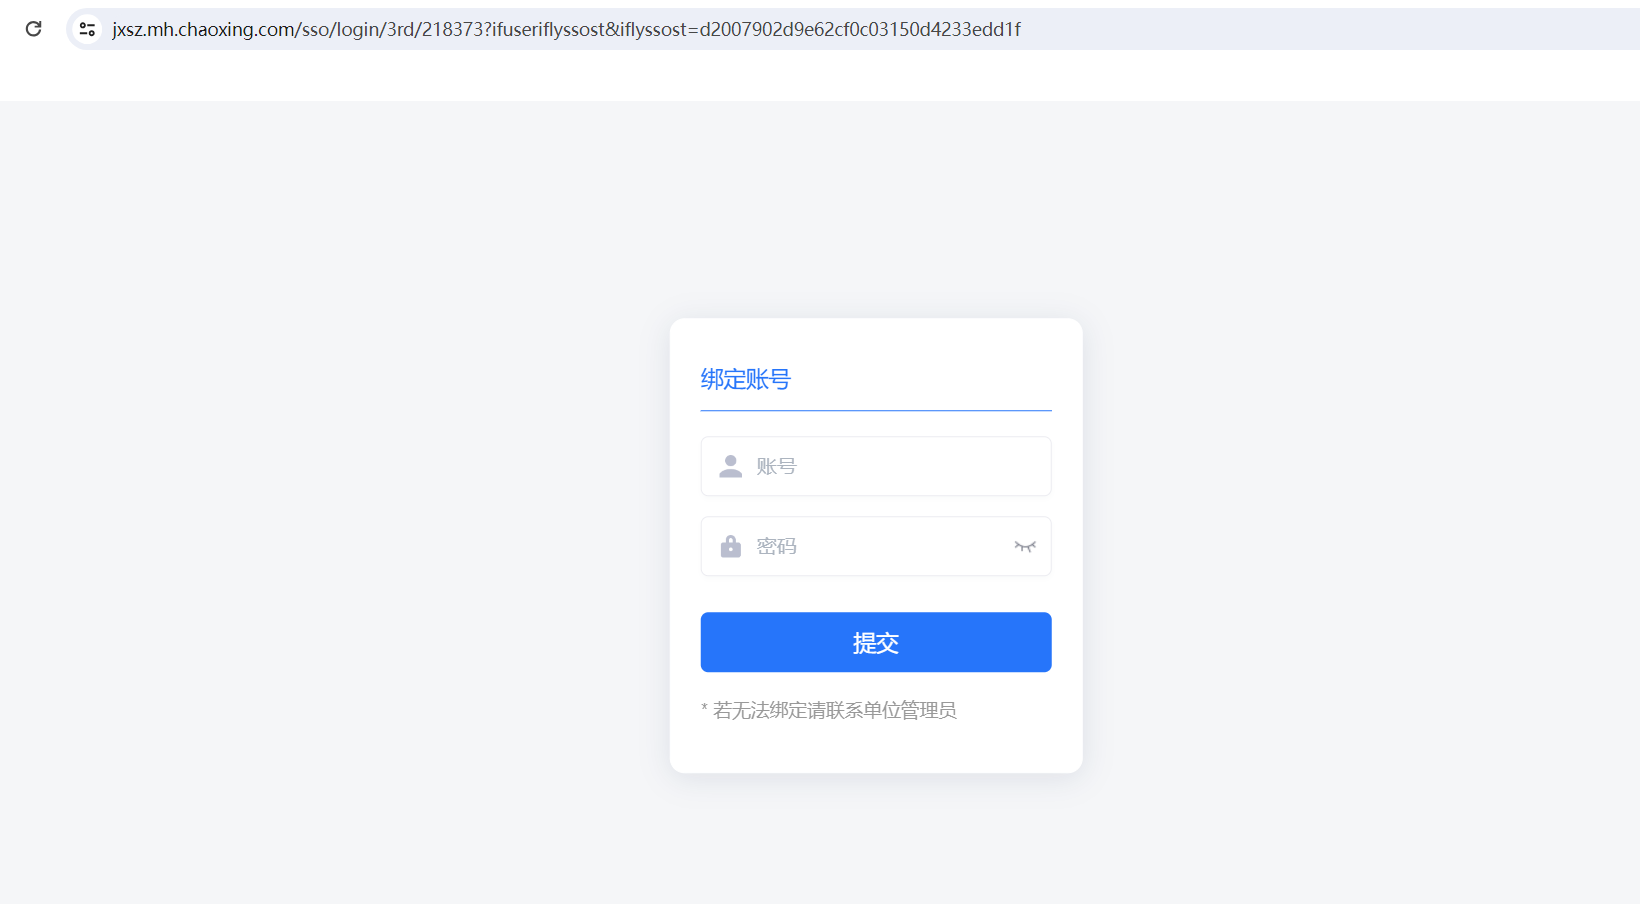 jxsz.mh.chaoxing.com/sso/login/3rd/218373?ifuseriflyssost&iflyssost=d2007902d9e62cf0c03150d4233edd1f
绑定账号
账号
密码
提交
* 若无法绑定请联系单位管理员